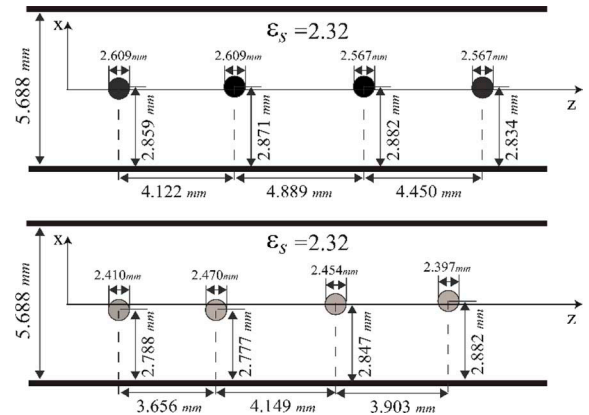 εs =2.32
x
2.609mm
2.609mm
2.567mm
2.567mm
5.688 mm
z
2.859 mm
2.871 mm
2.882 mm
2.834 mm
4.122 mm
4.889 mm
4.450 mm
εs =2.32
x
2.410mm
2.470mm
2.454mm
2.397mm
5.688 mm
z
2.788 mm
2.777 mm
2.847 mm
2.882 mm
3.656 mm
4.149 mm
3.903 mm